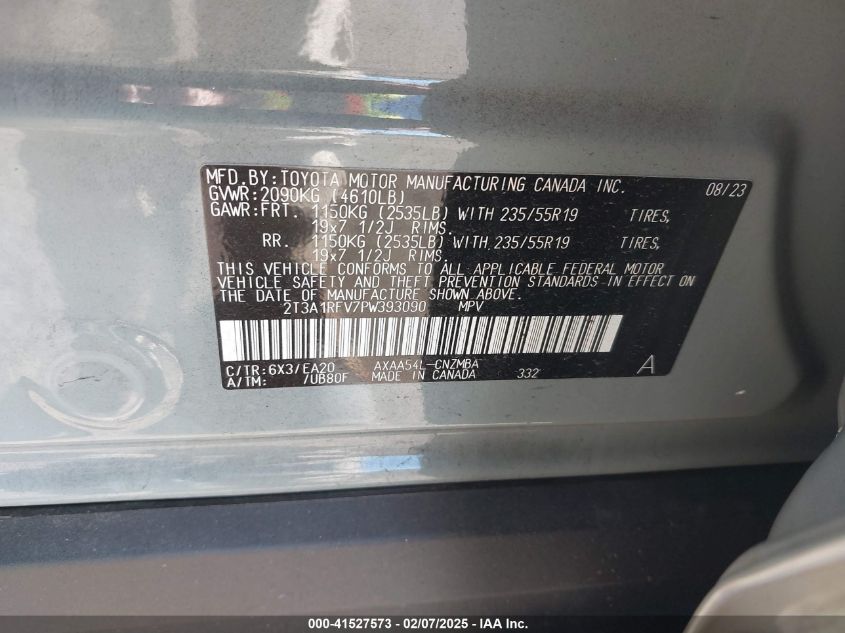 MFD.BY:TOYOTA MOTOR MANUFACTURING CANADA INC. 08/23
GVWR:2090KG (4610LB)
GAWR:FRT. 1150KG (2535LB) WITH 235/55R19 TIRES,
19x7 1/2J RIMS.
RR. 1150KG (2535LB) WITH 235/55R19 TIRES,
19x7 1/2J RIMS.
THIS VEHICLE CONFORMS TO ALL APPLICABLE FEDERAL MOTOR
VEHICLE SAFETY AND THEFT PREVENTION STANDARDS IN EFFECT ON
THE DATE OF MANUFACTURE SHOWN ABOVE.
2T3A1RFV7PW393090 MPV
C/TR:6X3/EA20 AXAA54L-CNZMBA
A/TM: /UB80F MADE IN CANADA 332 A
000-41527573 - 02/07/2025 - IAA Inc.